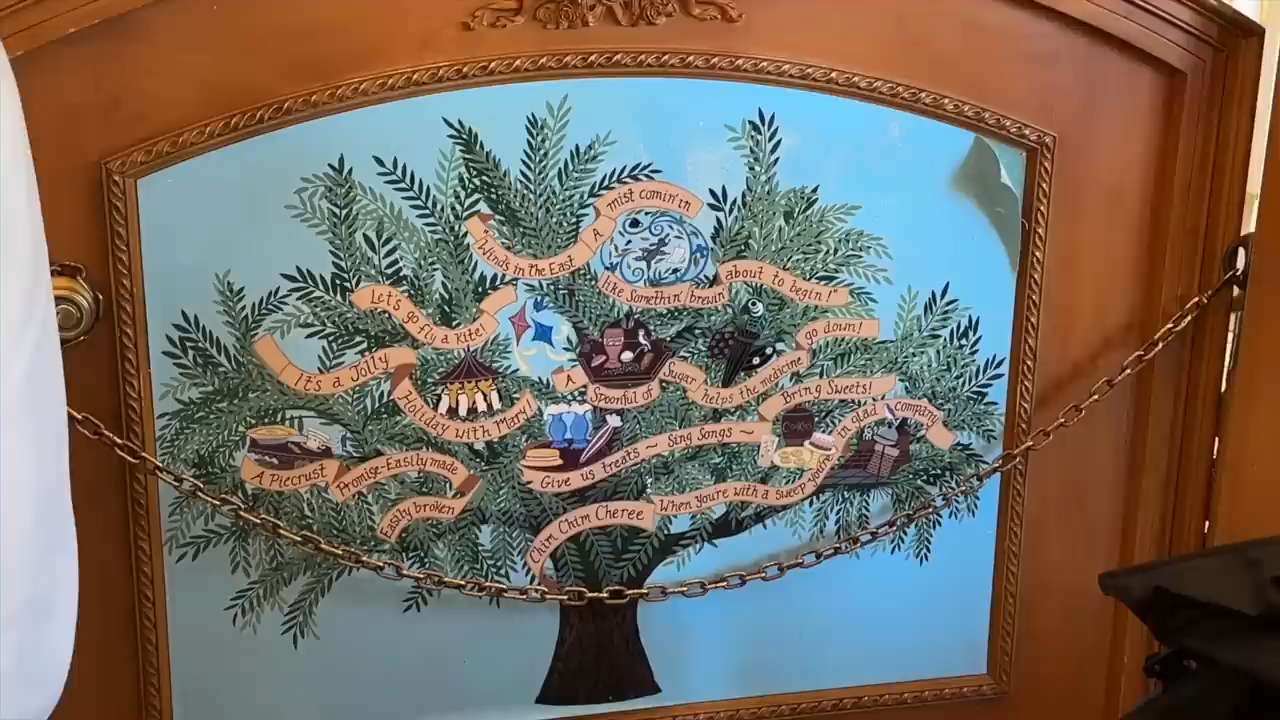 "Winds in the East
A mist comin' in
like Somethin' brewin'
about to begin!"
Let's
go fly a kite!
It's a Jolly
Holiday with Mary!
A Spoonful of Sugar helps the medicine
go down!
Bring Sweets!
Give us treats ~ Sing Songs ~
A Piecrust Promise-Easily made
Easily broken
Chim Chim Cheree
When you're with a sweep you're in glad company
Cookies